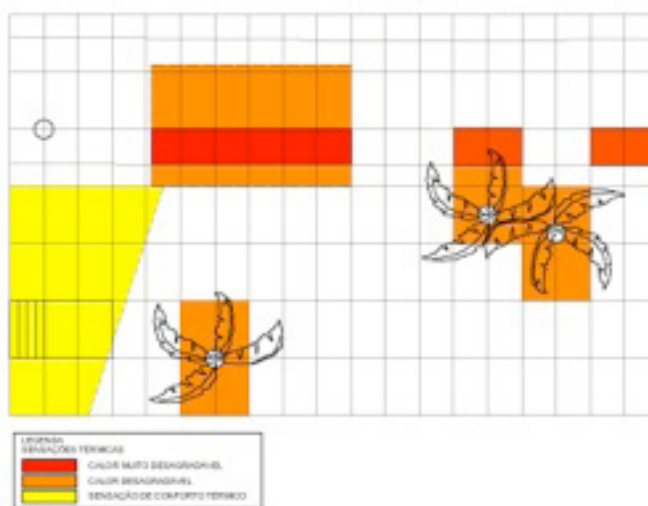 LEGENDA
SENSAÇÕES TÉRMICAS
CALOR MUITO DESAGRADÁVEL
CALOR DESAGRADÁVEL
SENSAÇÃO DE CONFORTO TÉRMICO